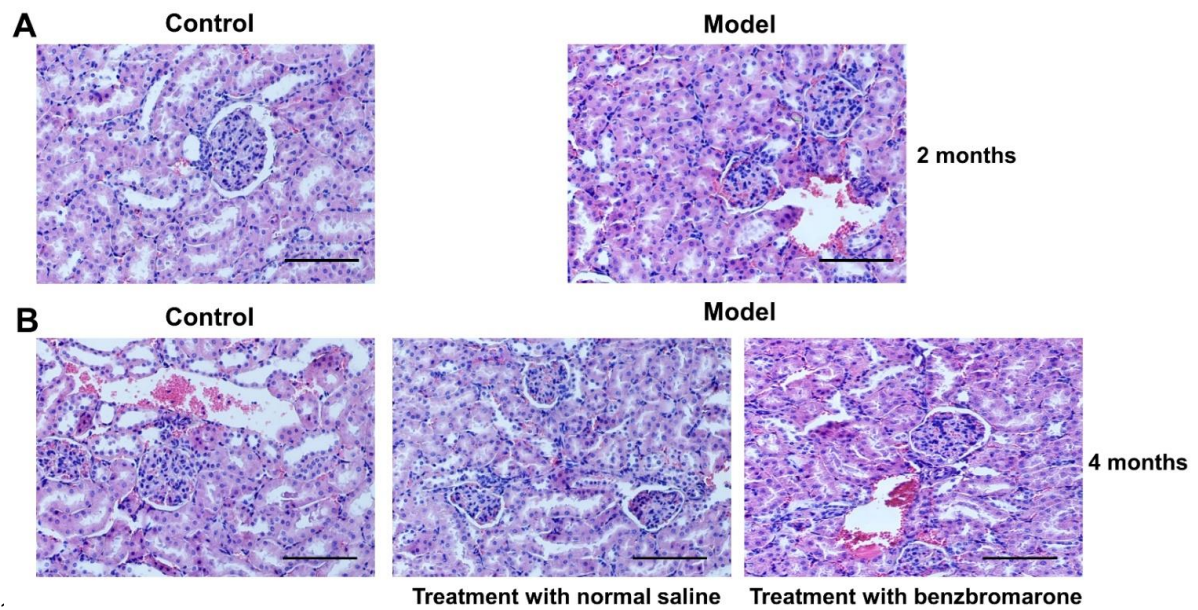 A
Control
Model
2 months
B
Control
Model
4 months
Treatment with normal saline
Treatment with benzbromarone